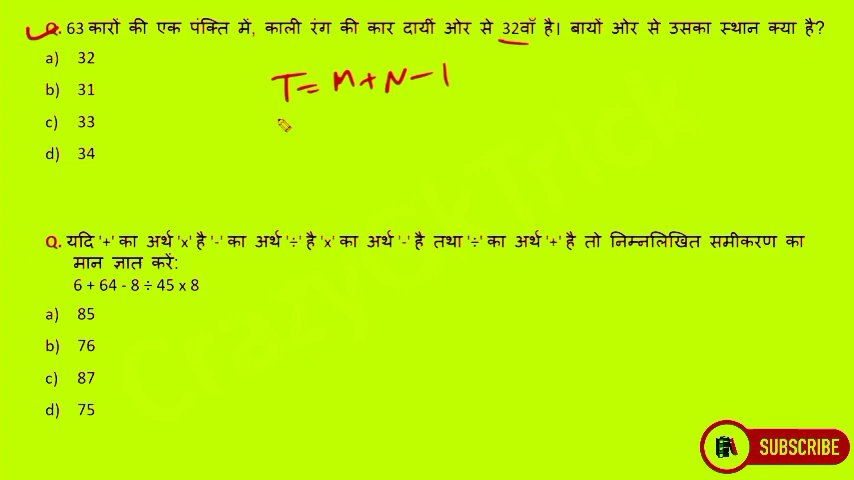 Q. 63 कारों की एक पंक्ति में, काली रंग की कार दायीं ओर से 32वाँ है। बायों ओर से उसका स्थान क्या है?
a) 32
T = M + N - 1
b) 31
c) 33
d) 34
Q. यदि '+' का अर्थ 'x' है '-' का अर्थ '÷' है 'x' का अर्थ '-' है तथा '÷' का अर्थ '+' है तो निम्नलिखित समीकरण का
मान ज्ञात करें:
6 + 64 - 8 ÷ 45 x 8
a) 85
b) 76
c) 87
d) 75
CrazyGkTrick
SUBSCRIBE